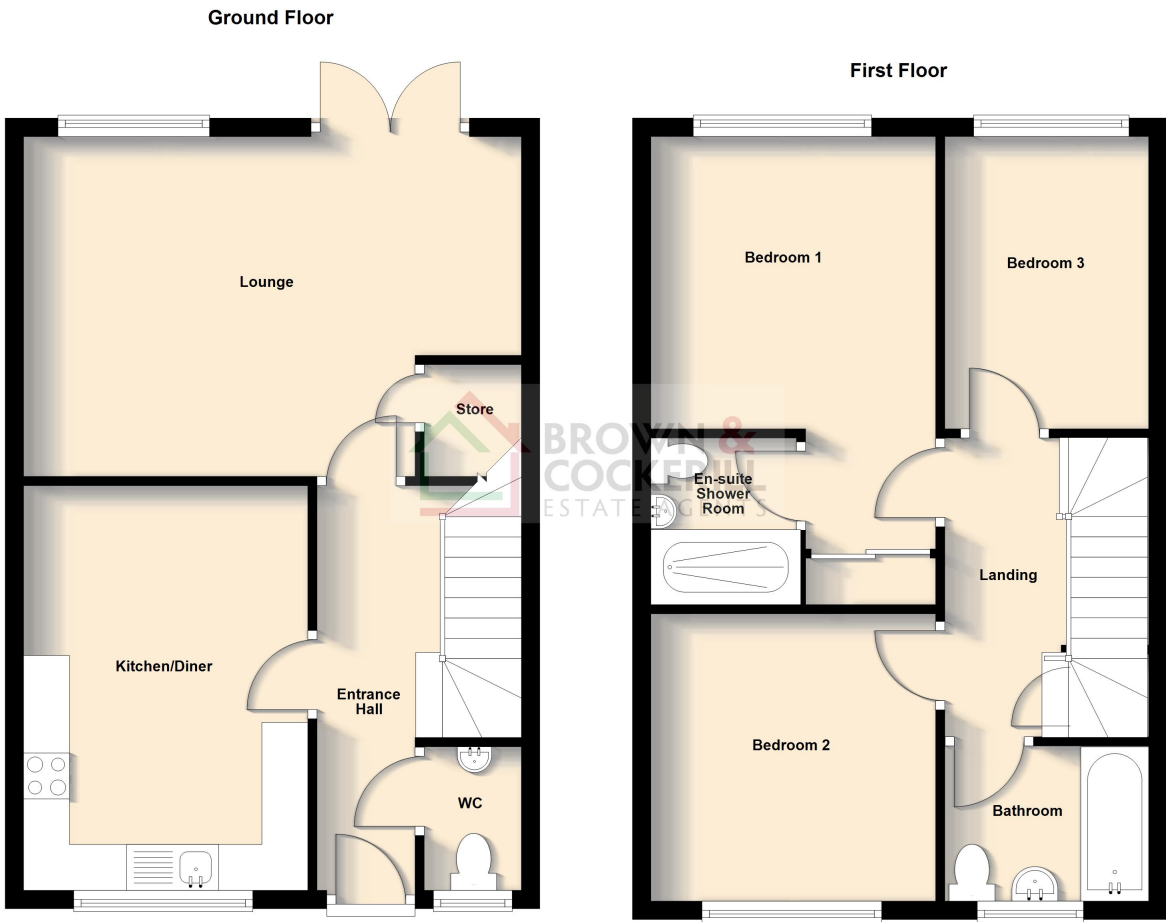 Ground Floor
First Floor
Lounge
Store
Kitchen/Diner
Entrance
Hall
WC
Bedroom 1
Bedroom 3
En-suite
Shower
Room
Landing
Bedroom 2
Bathroom
BROWN &
COCKERILL
ESTATE AGENTS